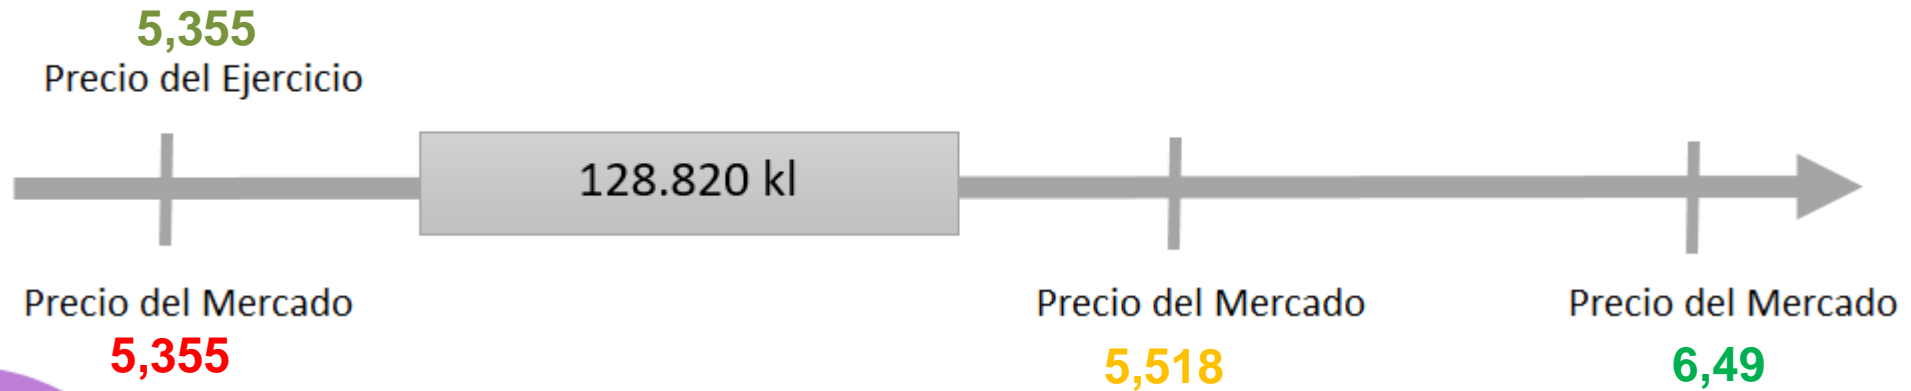 5,355
Precio del Ejercicio
128.820 kl
Precio del Mercado
5,355
Precio del Mercado
5,518
Precio del Mercado
6,49